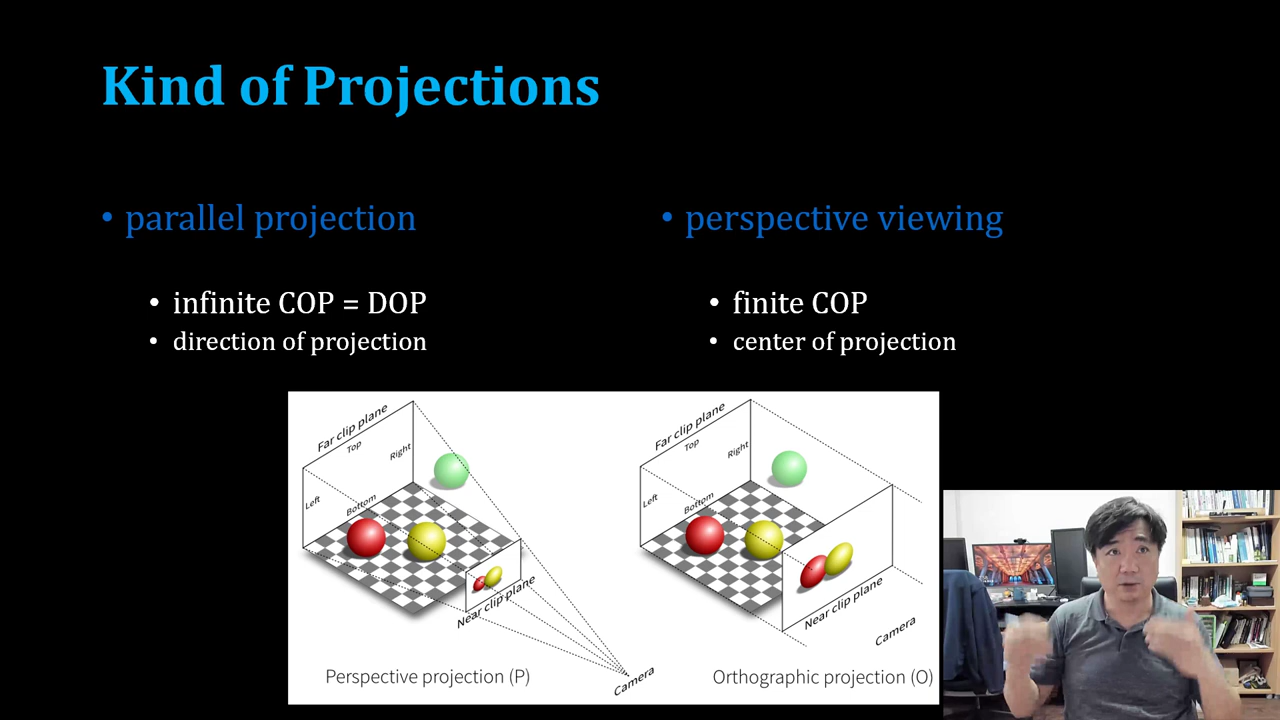 Kind of Projections
• parallel projection
• infinite COP = DOP
• direction of projection
• perspective viewing
• finite COP
• center of projection
Far clip plane
Top
Right
Left
Bottom
Near clip plane
Camera
Perspective projection (P)
Far clip plane
Top
Right
Left
Bottom
Near clip plane
Camera
Orthographic projection (O)